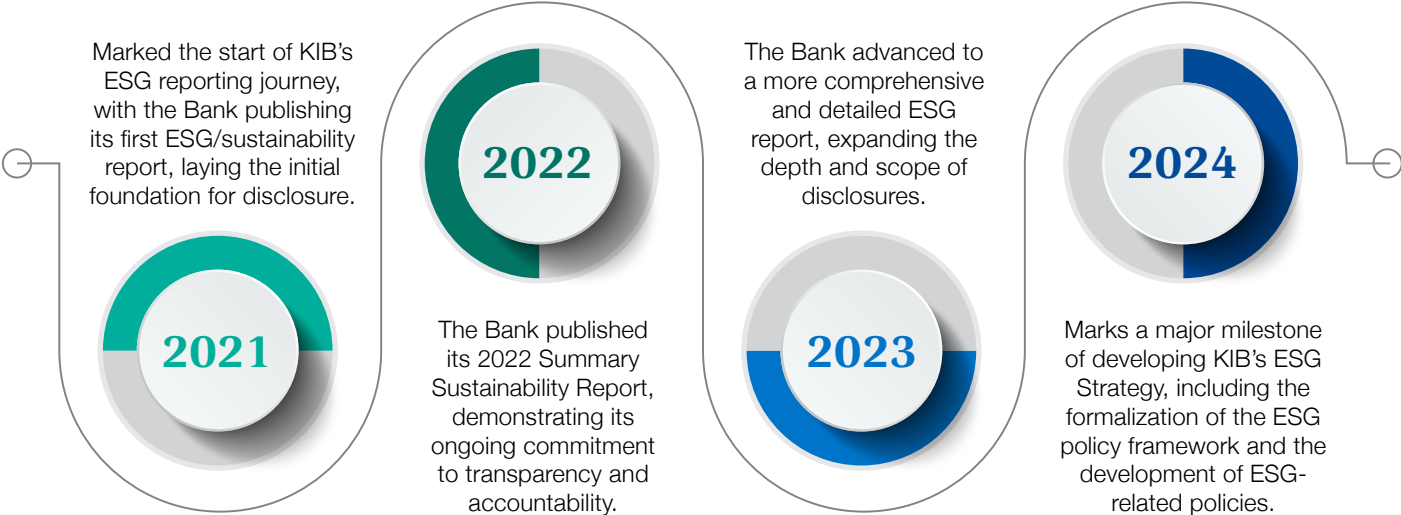 Marked the start of KIB’s
ESG reporting journey,
with the Bank publishing
its first ESG/sustainability
report, laying the initial
foundation for disclosure.
2021
2022
The Bank published
its 2022 Summary
Sustainability Report,
demonstrating its
ongoing commitment
to transparency and
accountability.
The Bank advanced to
a more comprehensive
and detailed ESG
report, expanding the
depth and scope of
disclosures.
2023
2024
Marks a major milestone
of developing KIB’s ESG
Strategy, including the
formalization of the ESG
policy framework and the
development of ESG-
related policies.